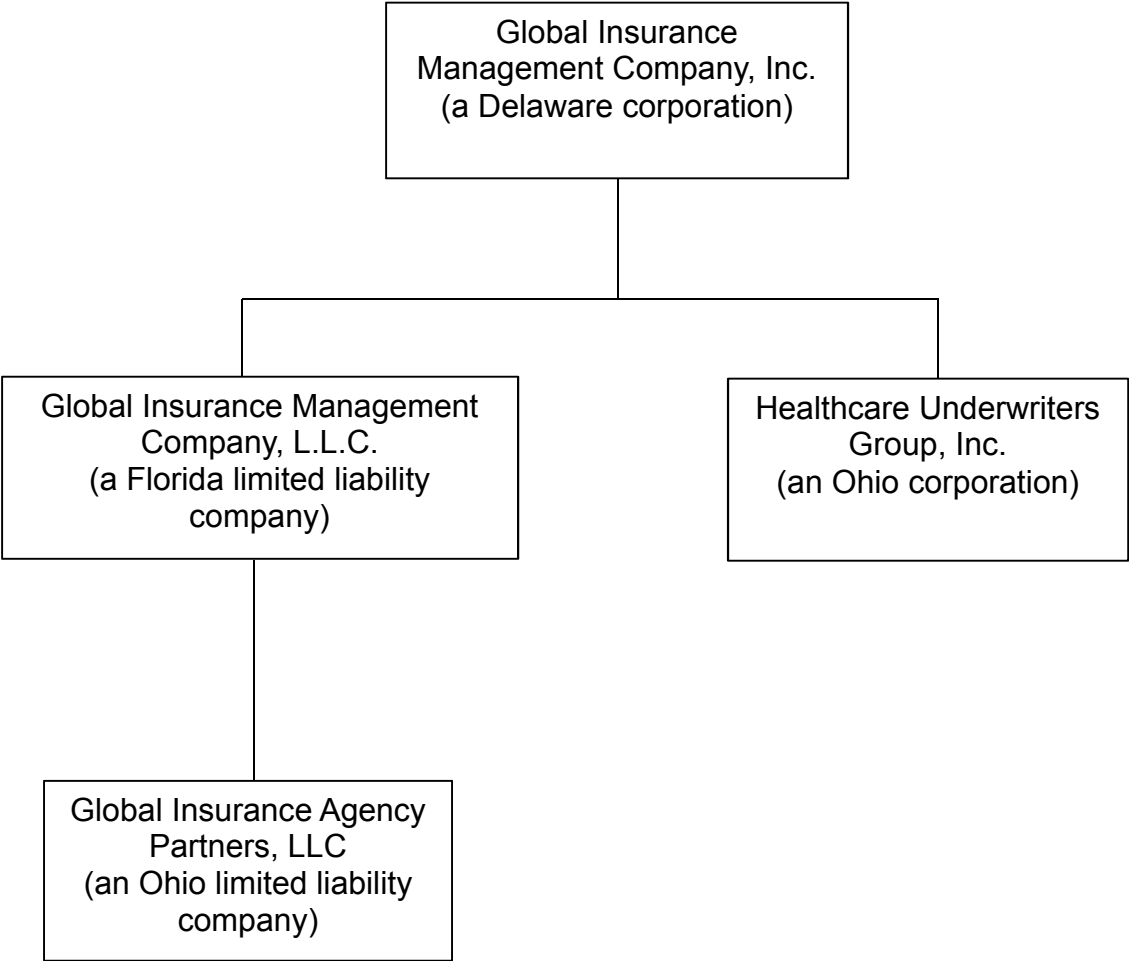 Global Insurance
Management Company, Inc.
(a Delaware corporation)
Global Insurance Management
Company, L.L.C.
(a Florida limited liability
company)
Healthcare Underwriters
Group, Inc.
(an Ohio corporation)
Global Insurance Agency
Partners, LLC
(an Ohio limited liability
company)